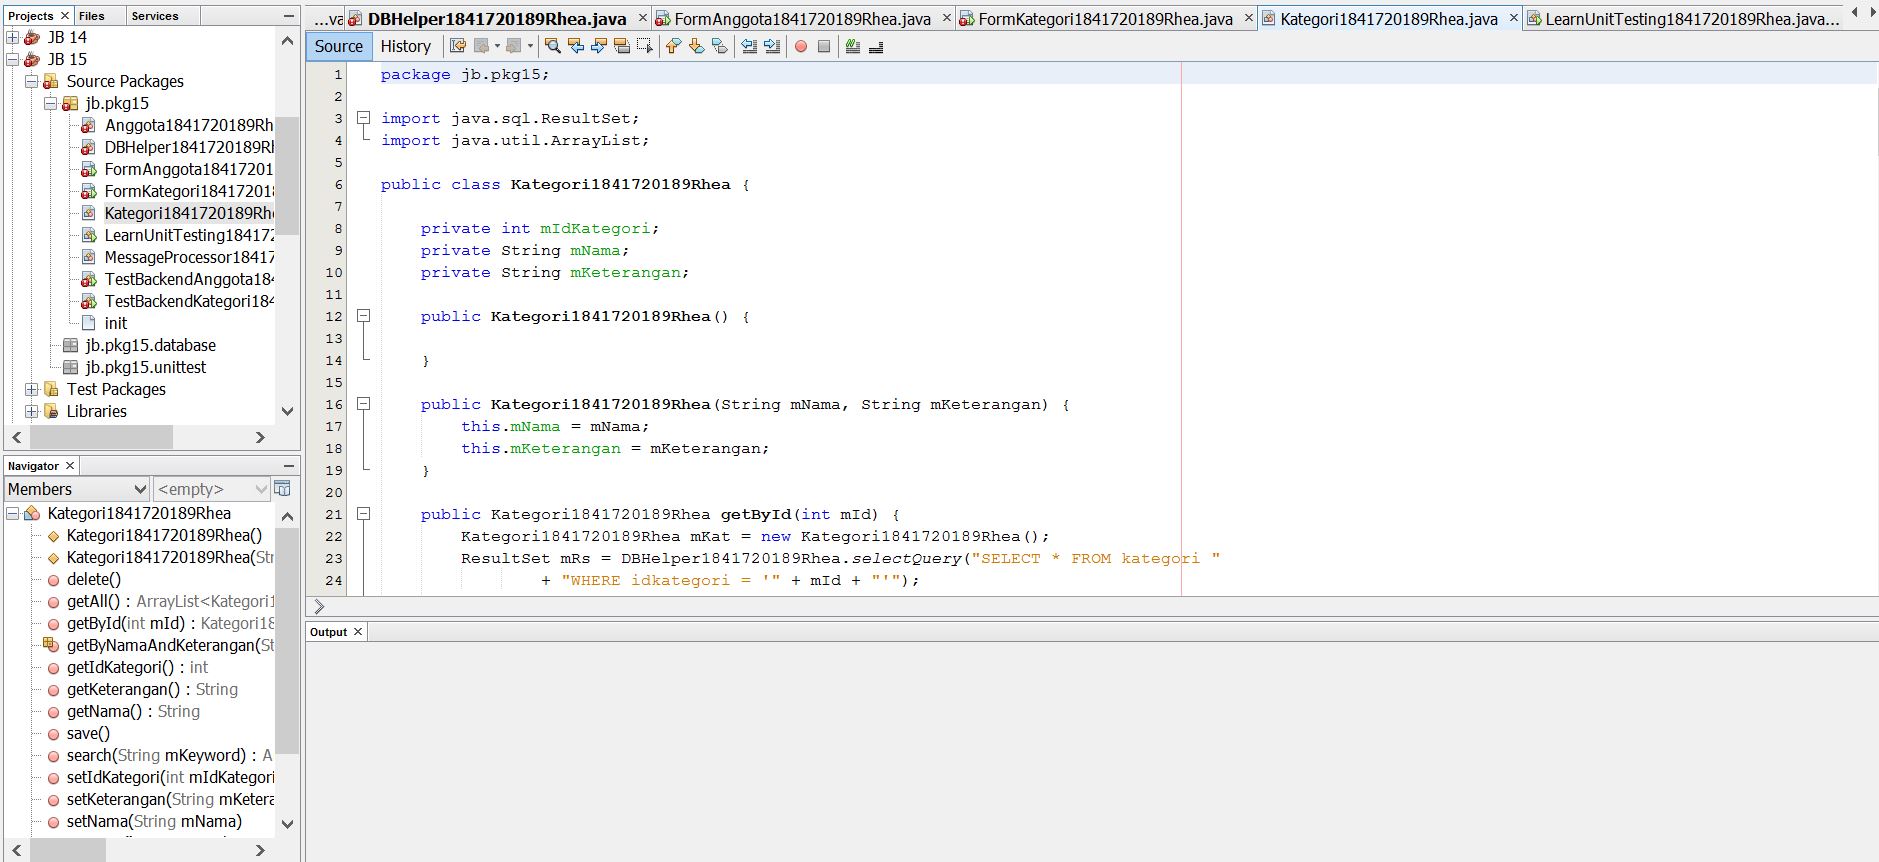 Projects
Files
Services
JB 14
JB 15
Source Packages
jb.pkg15
Anggota1841720189Rh
DBHelper1841720189R
FormAnggota18417201
FormKategori18417201
Kategori1841720189Rh
LearnUnitTesting18417
MessageProcessor18417
TestBackendAnggota18
TestBackendKategori18
init
jb.pkg15.database
jb.pkg15.unittest
Test Packages
Libraries
Navigator
Members
<empty>
Kategori1841720189Rhea
Kategori1841720189Rhea()
Kategori1841720189Rhea(Str
delete()
getAll() : ArrayList<Kategori1
getById(int mId) : Kategori18
getByNamaAndKeterangan(St
getIdKategori() : int
getKeterangan() : String
getNama() : String
save()
search(String mKeyword) : A
setIdKategori(int mIdKategori
setKeterangan(String mKetera
setNama(String mNama)
...va
DBHelper1841720189Rhea.java
FormAnggota1841720189Rhea.java
FormKategori1841720189Rhea.java
Kategori1841720189Rhea.java
LearnUnitTesting1841720189Rhea.java...
Source
History
1 package jb.pkg15;
2
3 import java.sql.ResultSet;
4 import java.util.ArrayList;
5
6 public class Kategori1841720189Rhea {
7
8 private int mIdKategori;
9 private String mNama;
10 private String mKeterangan;
11
12 public Kategori1841720189Rhea() {
13
14 }
15
16 public Kategori1841720189Rhea(String mNama, String mKeterangan) {
17 this.mNama = mNama;
18 this.mKeterangan = mKeterangan;
19 }
20
21 public Kategori1841720189Rhea getById(int mId) {
22 Kategori1841720189Rhea mKat = new Kategori1841720189Rhea();
23 ResultSet mRs = DBHelper1841720189Rhea.selectQuery("SELECT * FROM kategori "
24 + "WHERE idkategori = '" + mId + "'");
Output